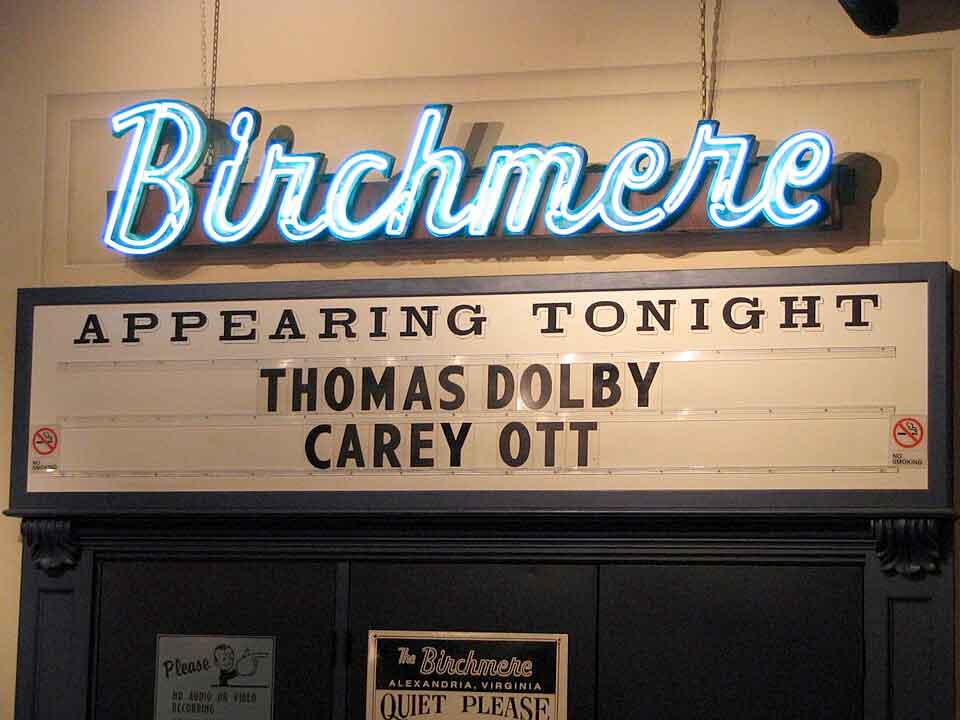 Birchmere
APPEARING TONIGHT
THOMAS DOLBY
CAREY OTT
NO
SMOKING
NO
SMOKING
Please
NO AUDIO OR VIDEO
RECORDING
The Birchmere
ALEXANDRIA, VIRGINIA
QUIET PLEASE